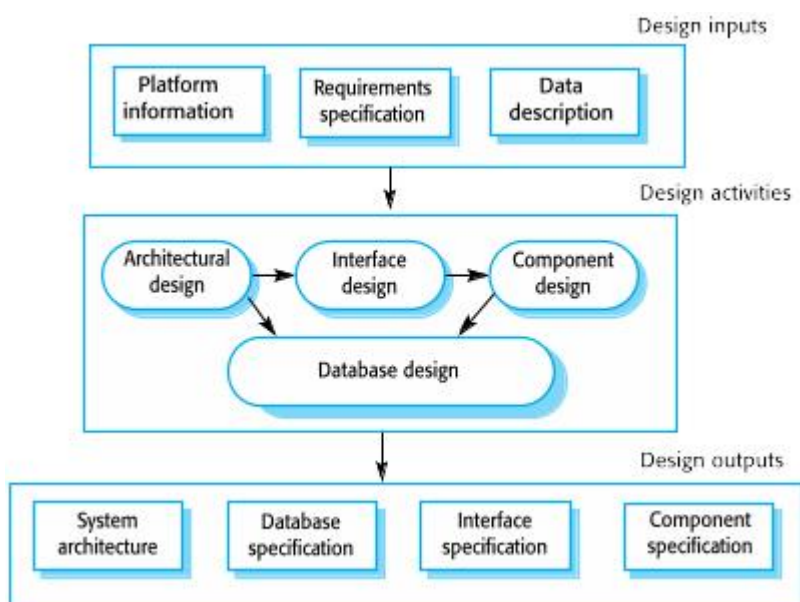 Design inputs
Platform
information
Requirements
specification
Data
description
Design activities
Architectural
design
Interface
design
Component
design
Database design
Design outputs
System
architecture
Database
specification
Interface
specification
Component
specification